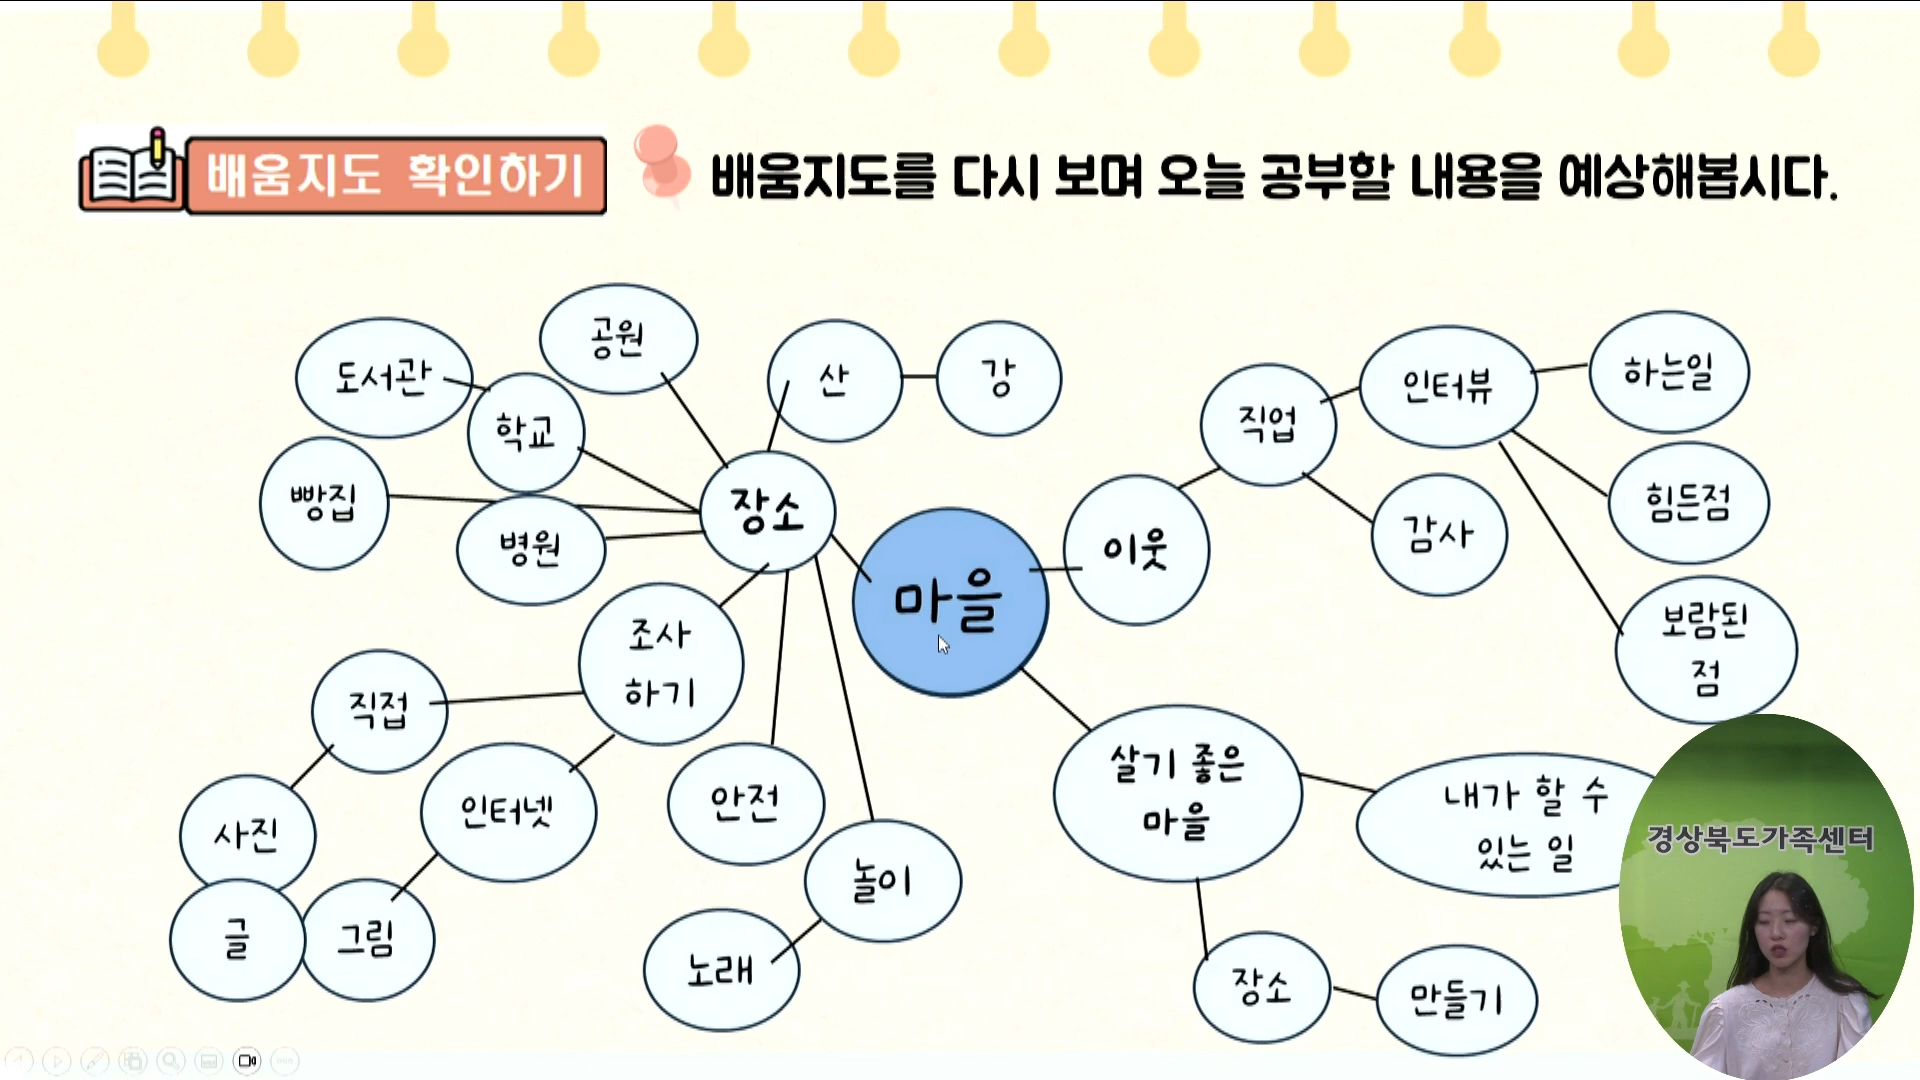 배움지도 확인하기
배움지도를 다시 보며 오늘 공부할 내용을 예상해봅시다.
도서관
공원
산
강
학교
빵집
병원
장소
마을
이웃
직업
인터뷰
하는일
힘든점
보람된
점
감사
조사
하기
직접
사진
글
그림
인터넷
안전
놀이
노래
살기 좋은
마을
내가 할 수
있는 일
장소
만들기
경상북도가족센터